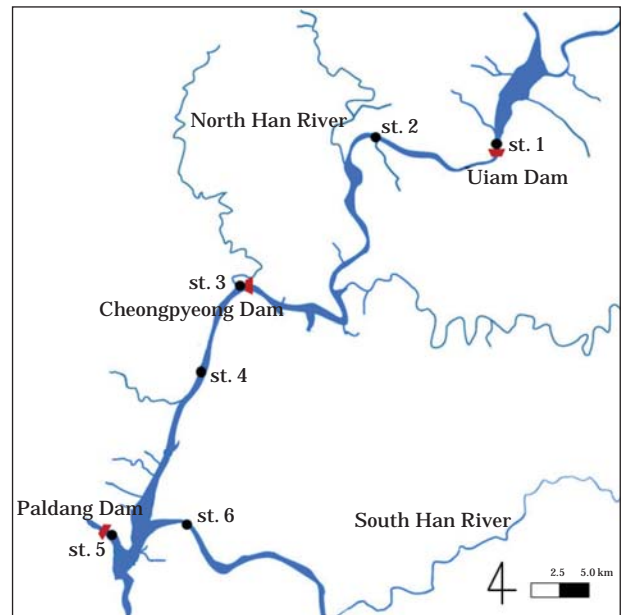 North Han River
st. 2
st. 1
Uiam Dam
st. 3
Cheongpyeong Dam
st. 4
Paldang Dam
st. 6
South Han River
st. 5
2.5 5.0 km